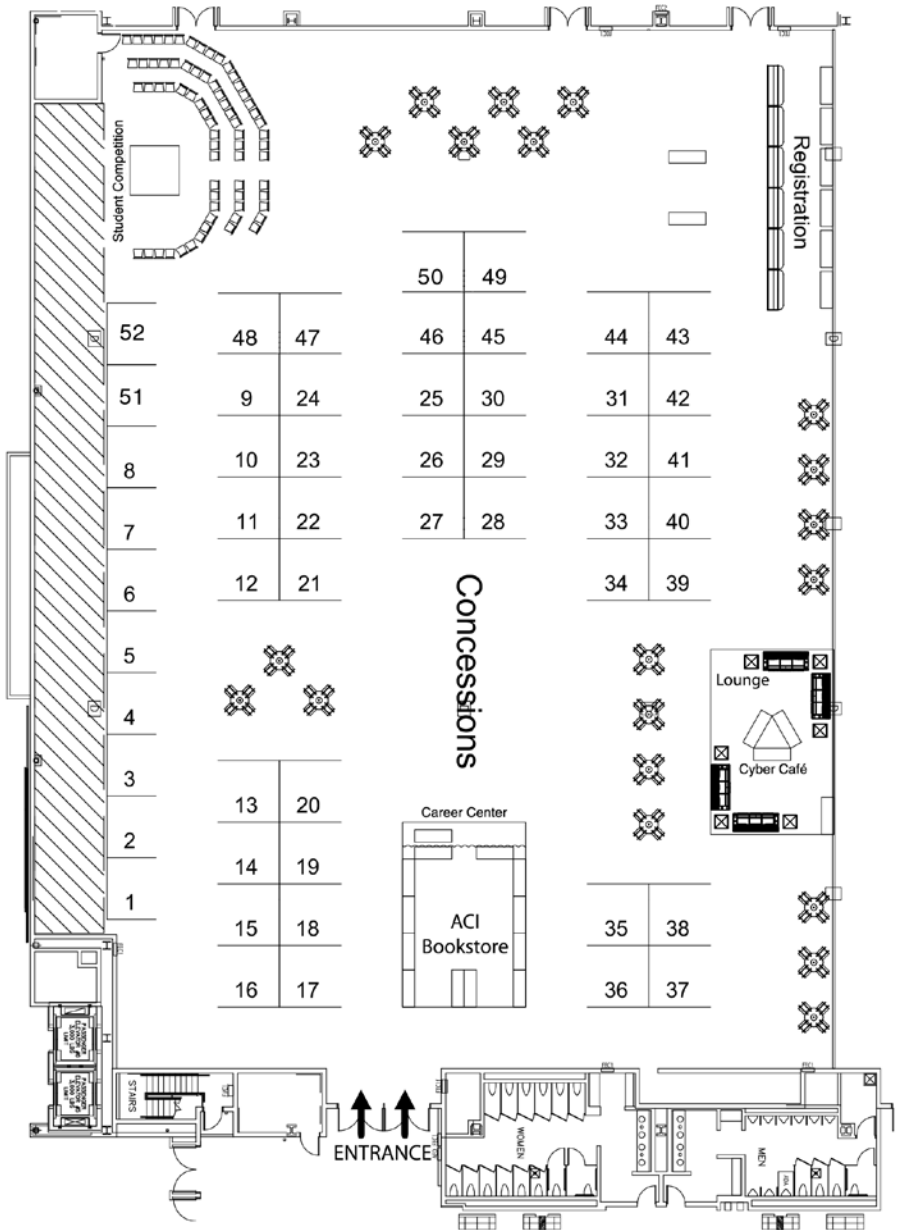 Student Competition
Registration
50 49
52 48 47 46 45 44 43
51 9 24 25 30 31 42
8 10 23 26 29 32 41
7 11 22 27 28 33 40
6 12 21 34 39
Concessions
5
Lounge
4
Cyber Café
3 13 20
Career Center
2 14 19
1 15 18
ACI
Bookstore
35 38
16 17 36 37
STAIRS
ENTRANCE
WOMEN
MEN